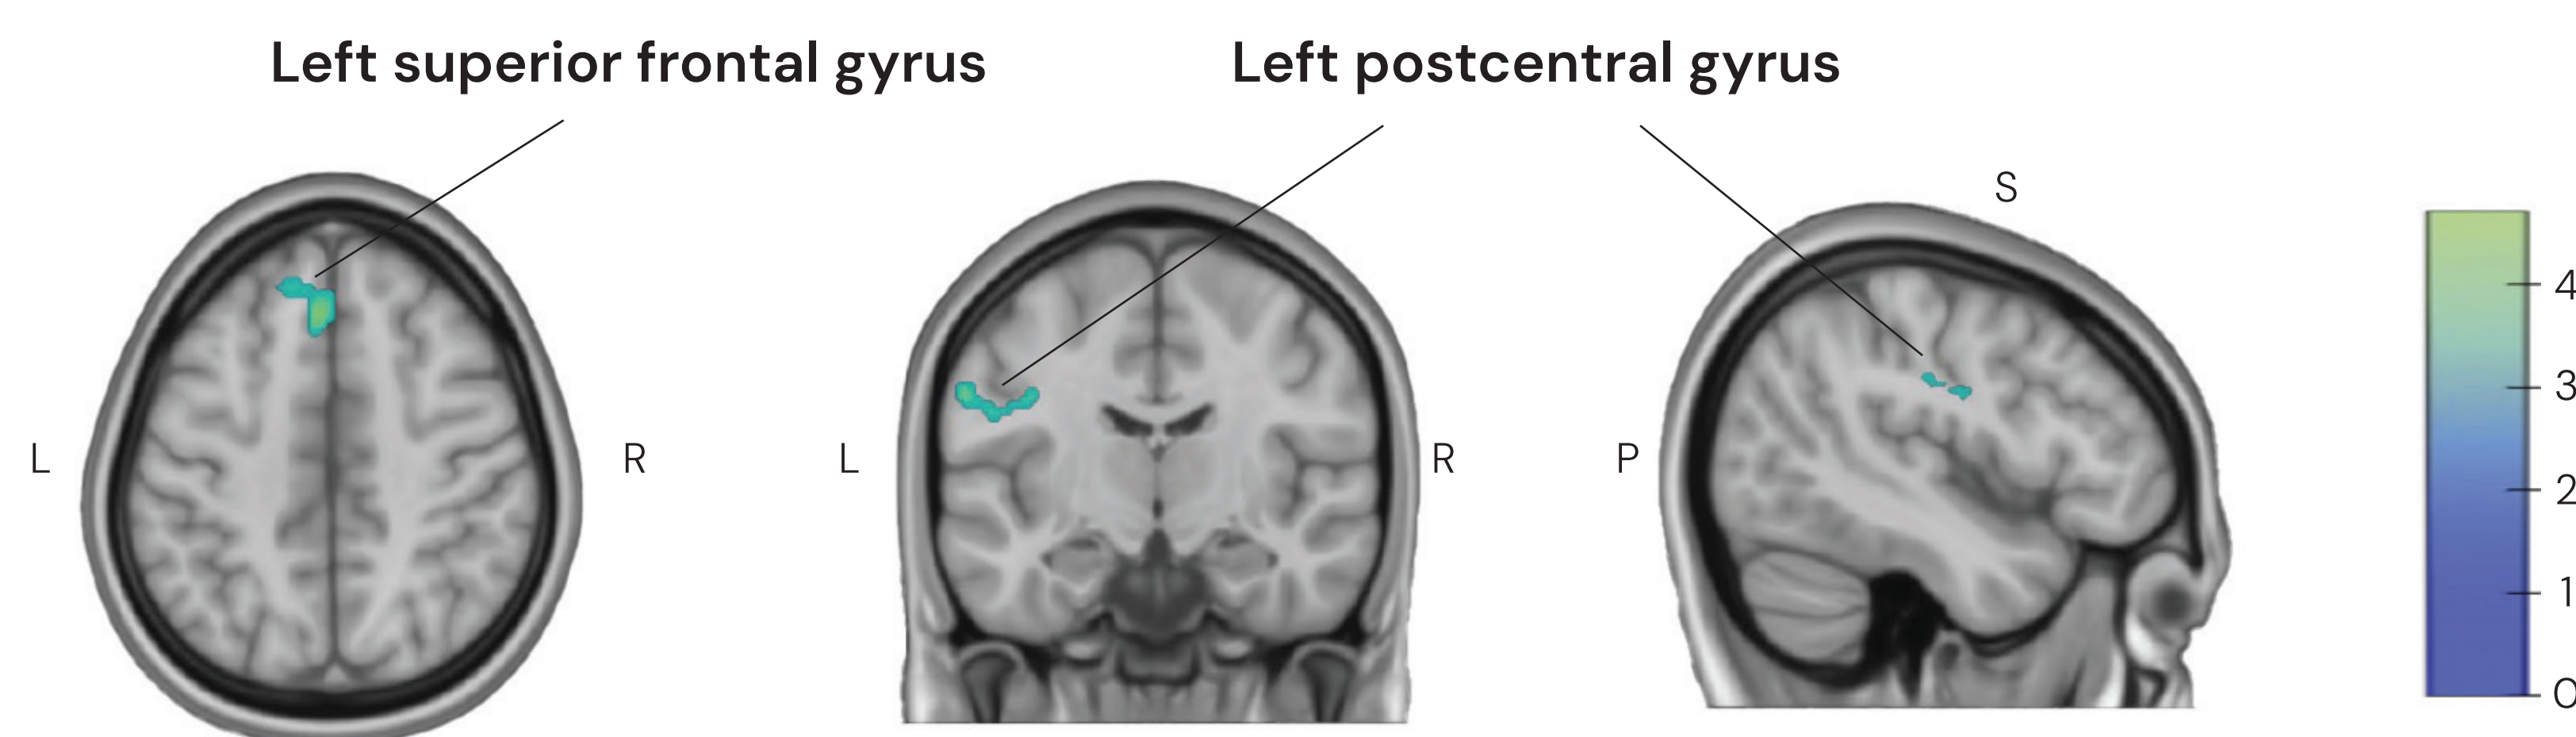 Left superior frontal gyrus
Left postcentral gyrus
S
L
R
L
R
P
4
3
2
1
0